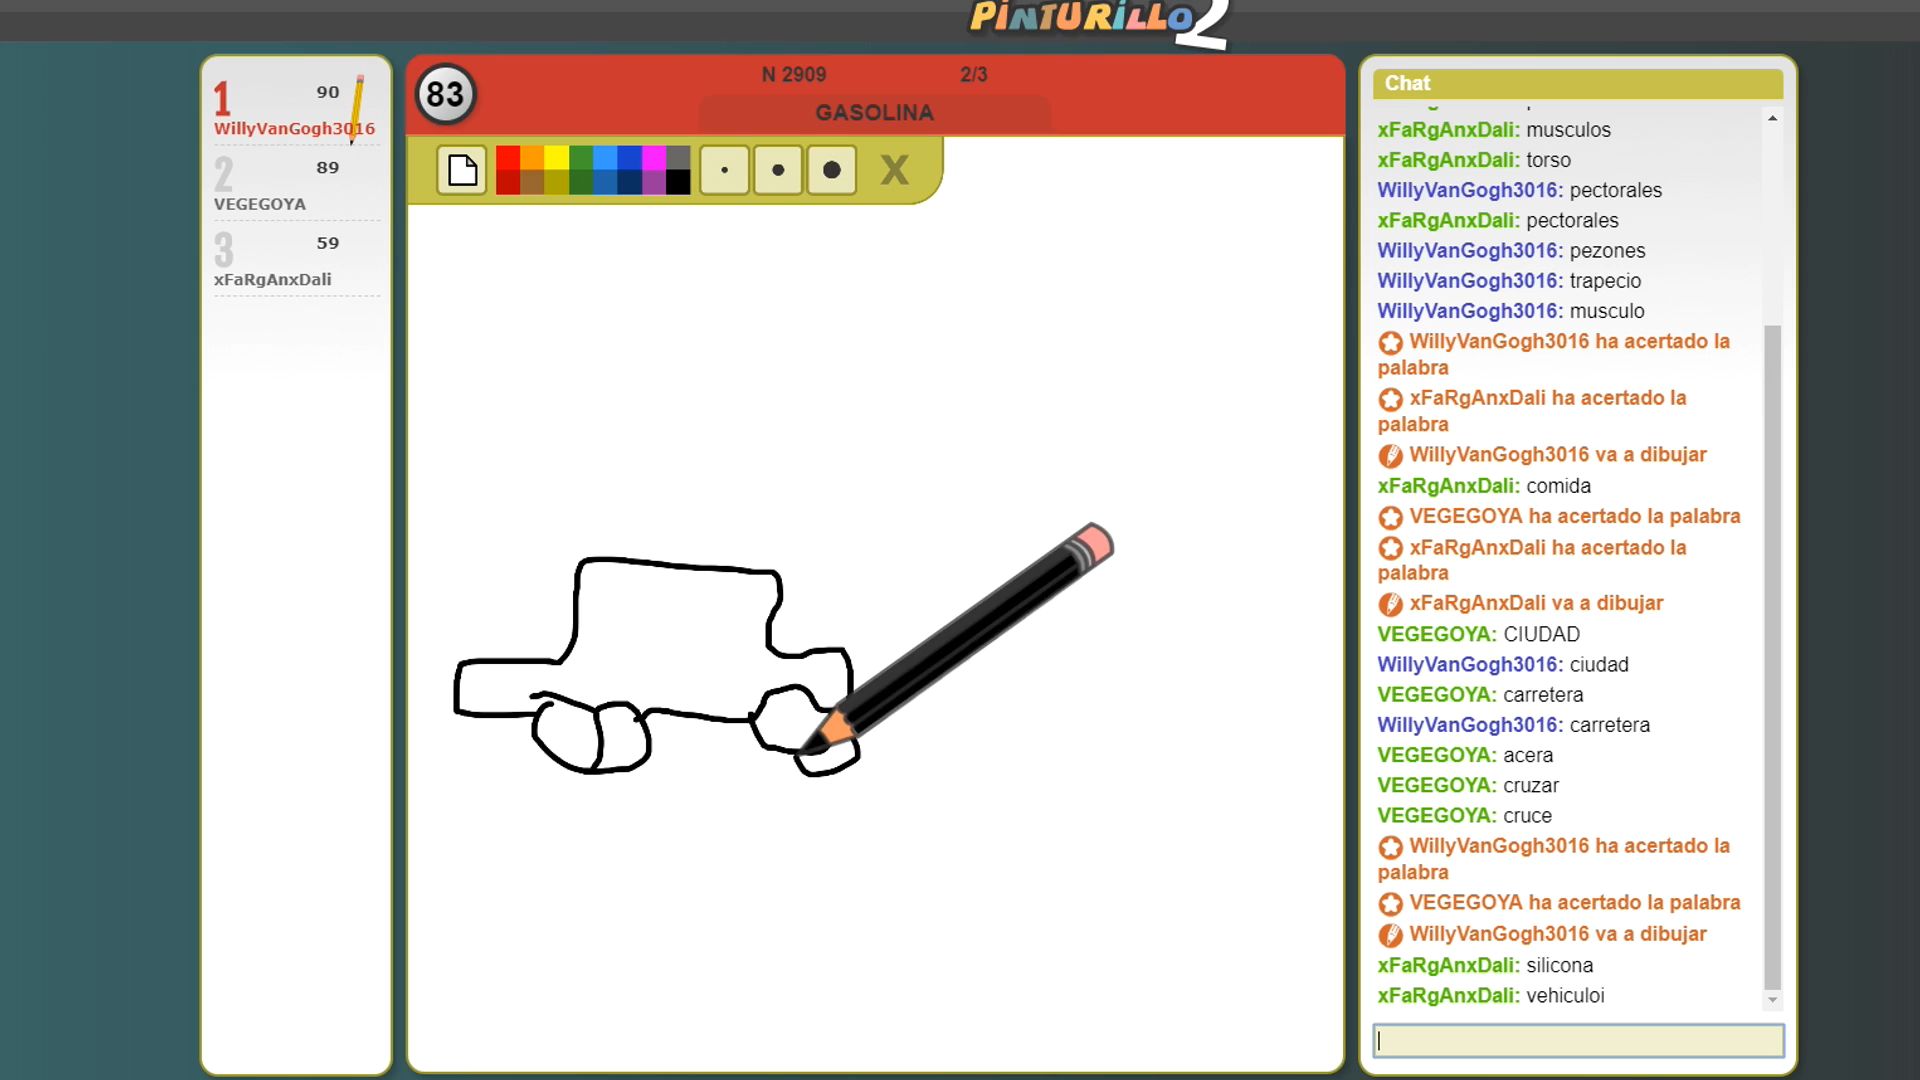 PINTURILLO2
1 90
WillyVanGogh3016
2 89
VEGEGOYA
3 59
xFaRgAnxDali
83
N 2909 2/3
GASOLINA
X
Chat
xFaRgAnxDali: musculos
xFaRgAnxDali: torso
WillyVanGogh3016: pectorales
xFaRgAnxDali: pectorales
WillyVanGogh3016: pezones
WillyVanGogh3016: trapecio
WillyVanGogh3016: musculo
WillyVanGogh3016 ha acertado la
palabra
xFaRgAnxDali ha acertado la
palabra
WillyVanGogh3016 va a dibujar
xFaRgAnxDali: comida
VEGEGOYA ha acertado la palabra
xFaRgAnxDali ha acertado la
palabra
xFaRgAnxDali va a dibujar
VEGEGOYA: CIUDAD
WillyVanGogh3016: ciudad
VEGEGOYA: carretera
WillyVanGogh3016: carretera
VEGEGOYA: acera
VEGEGOYA: cruzar
VEGEGOYA: cruce
WillyVanGogh3016 ha acertado la
palabra
VEGEGOYA ha acertado la palabra
WillyVanGogh3016 va a dibujar
xFaRgAnxDali: silicona
xFaRgAnxDali: vehiculoi